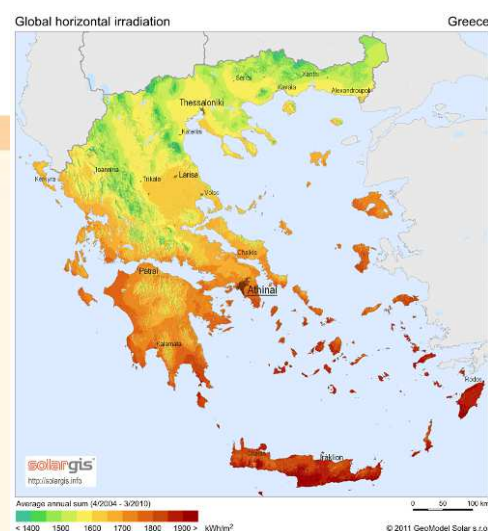 Global horizontal irradiation Greece
Serrai
Xanthi
Kavala
Alexandroupoli
Thessaloniki
Katerini
Ioannina
Kerkyra
Trikala
Larisa
Volos
Chalkis
Patrai
Athinai
Kalamata
Rodos
Iraklion
solargis
http://solargis.info
Average annual sum (4/2004 - 3/2010)
0 50 100 km
< 1400 1500 1600 1700 1800 1900 > kWh/m²
© 2011 GeoModel Solar s.r.o.